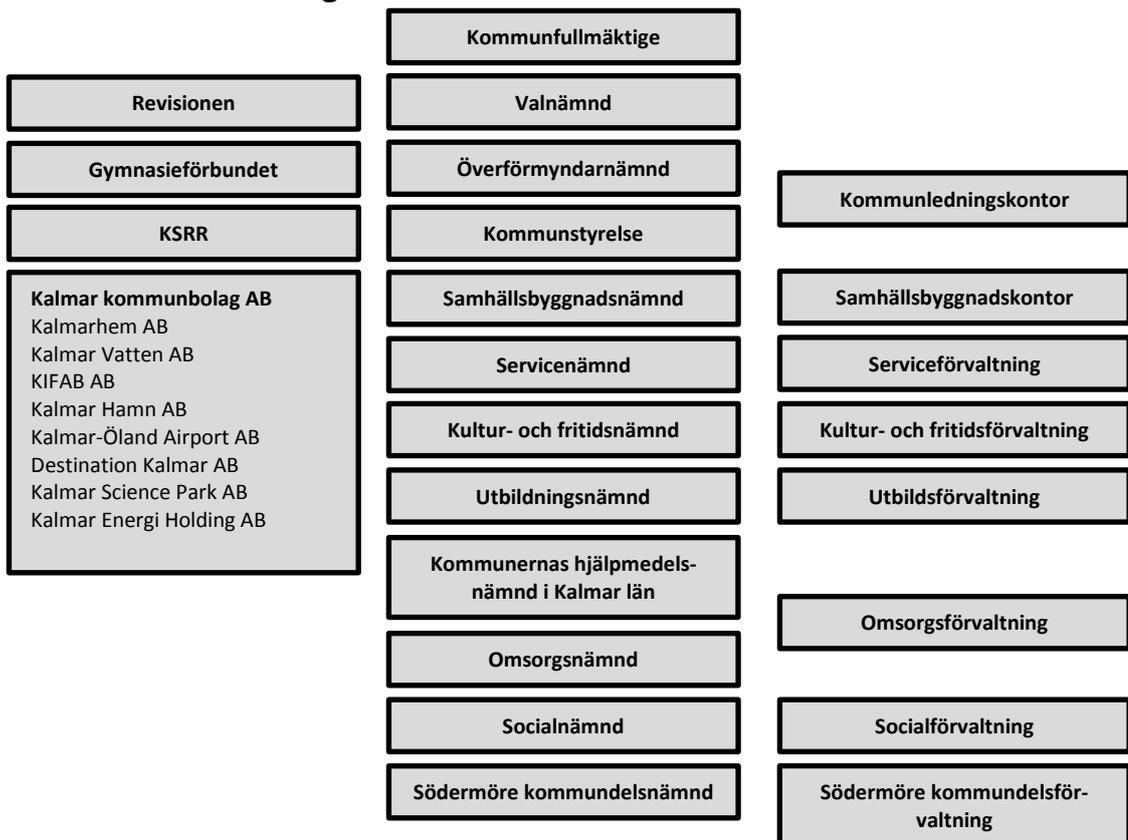 Kommunfullmäktige
Revisionen
Valnämnd
Gymnasieförbundet
Överförmyndarnämnd
Kommunledningskontor
KSRR
Kommunstyrelse
Kalmar kommunbolag AB
Kalmarhem AB
Kalmar Vatten AB
KIFAB AB
Kalmar Hamn AB
Kalmar-Öland Airport AB
Destination Kalmar AB
Kalmar Science Park AB
Kalmar Energi Holding AB
Samhällsbyggnadsnämnd
Samhällsbyggnadskontor
Servicenämnd
Serviceförvaltning
Kultur- och fritidsnämnd
Kultur- och fritidsförvaltning
Utbildningsnämnd
Utbildsförvaltning
Kommunernas hjälpmedels-
nämnd i Kalmar län
Omsorgsförvaltning
Omsorgsnämnd
Socialnämnd
Socialförvaltning
Södermöre kommundelsnämnd
Södermöre kommundelsför-
valtning